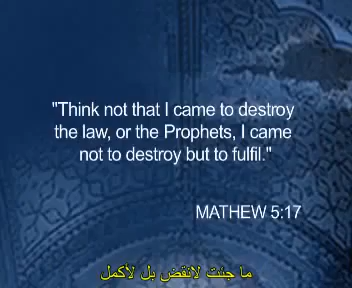 "Think not that I came to destroy
the law, or the Prophets, I came
not to destroy but to fulfil."
MATHEW 5:17
ما جئت لانقض بل لأكمل